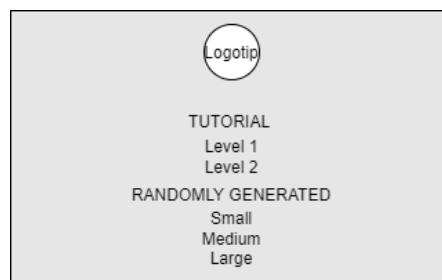 Logotip
TUTORIAL
Level 1
Level 2
RANDOMLY GENERATED
Small
Medium
Large